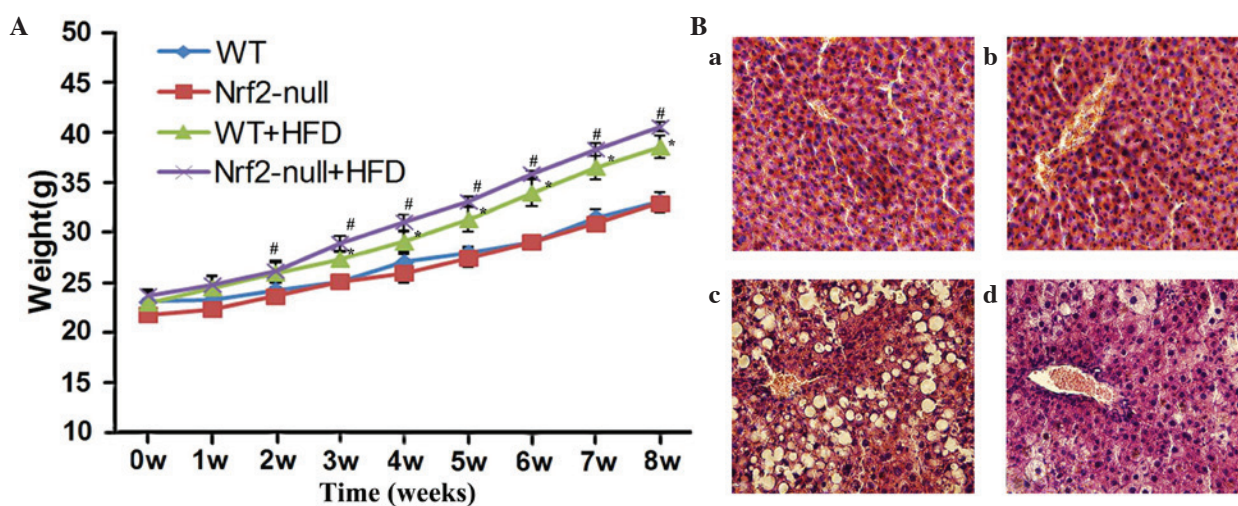 A
50
45
40
35
30
25
20
15
10
Weight(g)
WT
Nrf2-null
WT+HFD
Nrf2-null+HFD
# # # # # # #
* * * * * *
0w 1w 2w 3w 4w 5w 6w 7w 8w
Time (weeks)
B
a b
c d